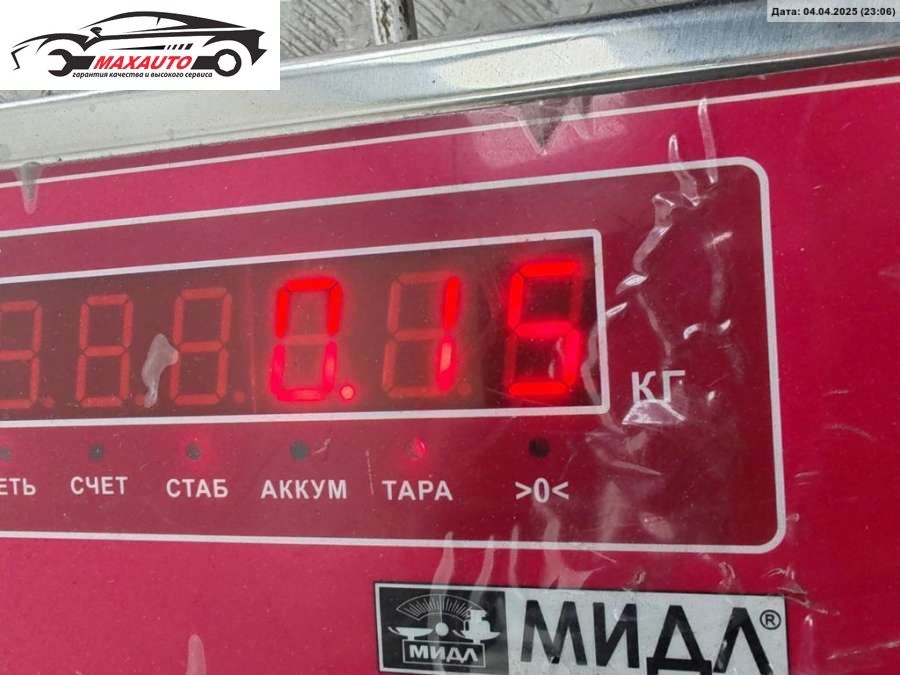 MAXAUTO
гарантия качества и высокого сервиса
Дата: 04.04.2025 (23:06)
0.15
КГ
ЕТЬ СЧЕТ СТАБ АККУМ ТАРА >0<
МИДЛ
МИДЛ®